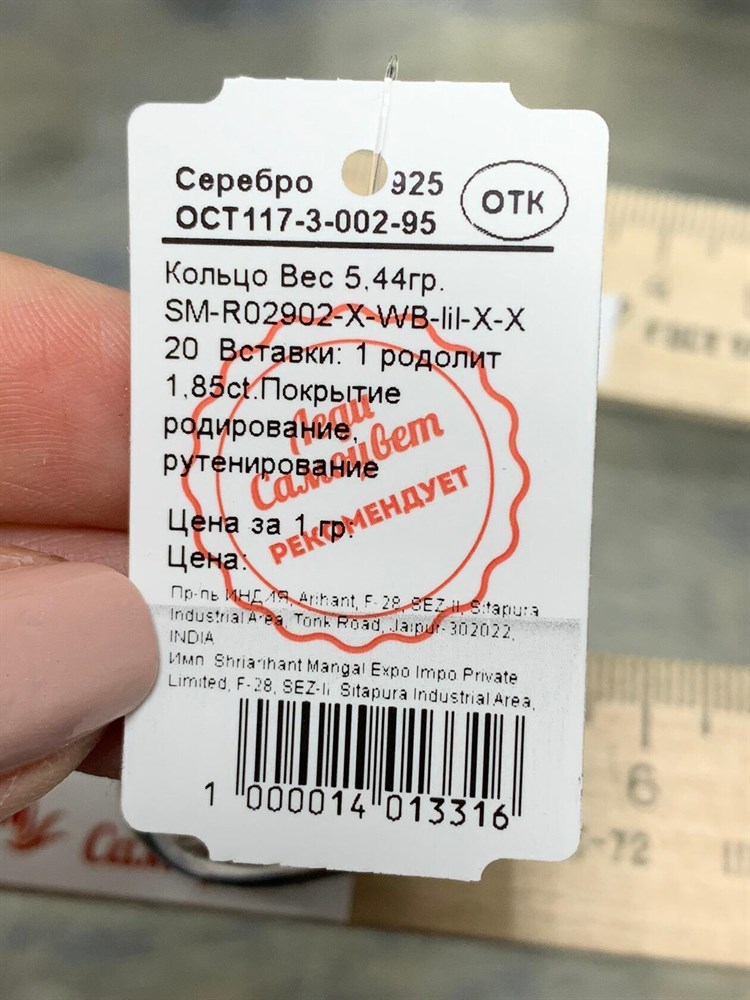 Серебро 925
ОСТ117-3-002-95
ОТК
Кольцо Вес 5,44гр.
SM-R02902-X-WB-lil-X-X
20 Вставки: 1 родолит
1,85ct.Покрытие
родирование,
рутенирование
Леди
Самоцвет
РЕКОМЕНДУЕТ
Цена за 1 гр:
Цена:
Пр-ль ИНДИЯ, Arihant, F-28, SEZ-II, Sitapura
Industrial Area, Tonk Road, Jaipur-302022,
INDIA
Имп. Shriarihant Mangal Expo Impo Private
Limited, F-28, SEZ-II, Sitapura Industrial Area,
1 000014 013316
4
ГОСТ
6
-72